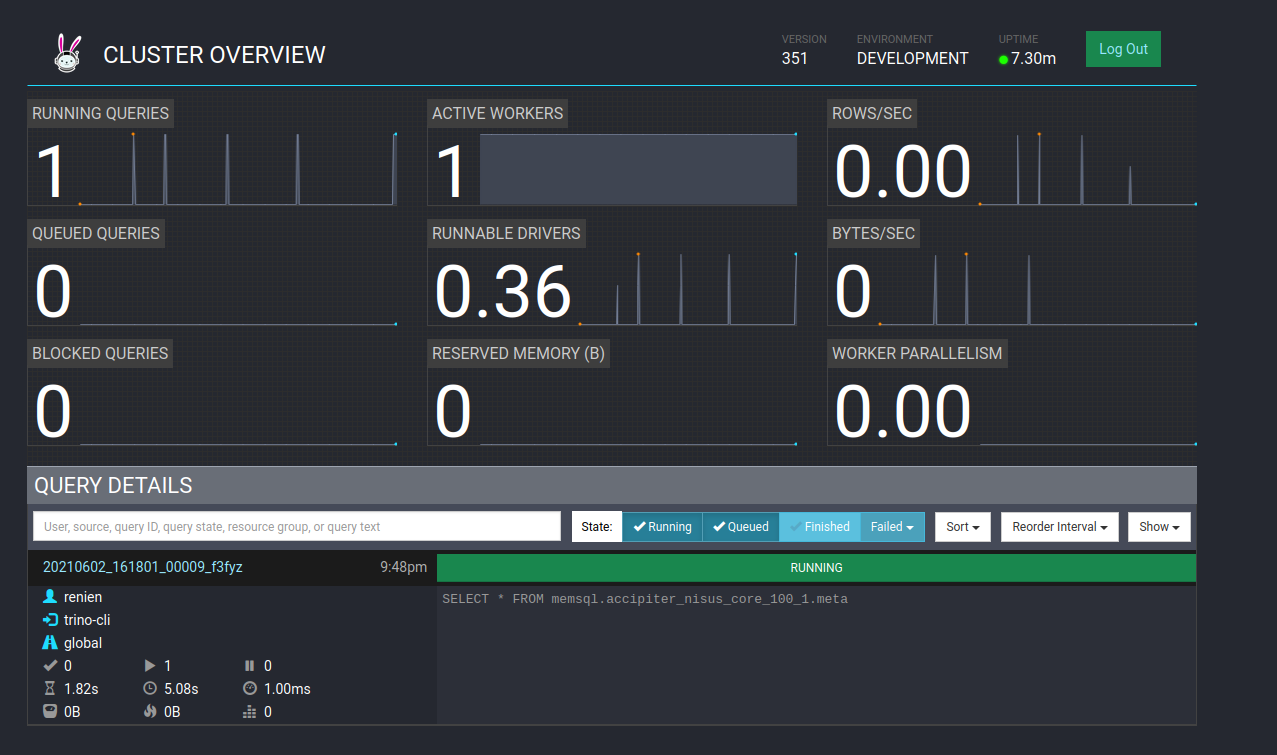 CLUSTER OVERVIEW
VERSION
351
ENVIRONMENT
DEVELOPMENT
UPTIME
7.30m
Log Out
RUNNING QUERIES
1
ACTIVE WORKERS
1
ROWS/SEC
0.00
QUEUED QUERIES
0
RUNNABLE DRIVERS
0.36
BYTES/SEC
0
BLOCKED QUERIES
0
RESERVED MEMORY (B)
0
WORKER PARALLELISM
0.00
QUERY DETAILS
User, source, query ID, query state, resource group, or query text
State: Running Queued Finished Failed
Sort
Reorder Interval
Show
20210602_161801_00009_f3fyz 9:48pm
RUNNING
SELECT * FROM memsql.accipiter_nisus_core_100_1.meta
renien
trino-cli
global
0 1 0
1.82s 5.08s 1.00ms
0B 0B 0